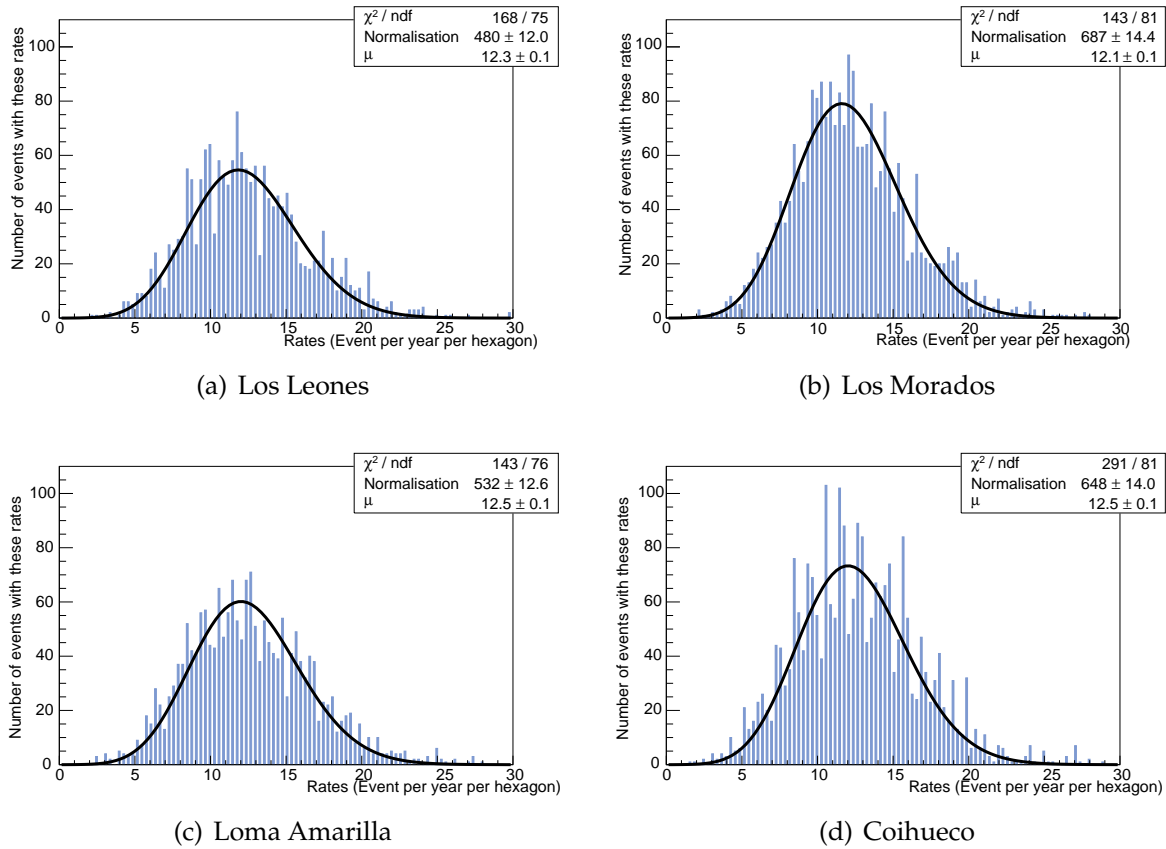 χ² / ndf 168 / 75
Normalisation 480 ± 12.0
μ 12.3 ± 0.1
Number of events with these rates
100
80
60
40
20
0
0 5 10 15 20 25 30
Rates (Event per year per hexagon)
(a) Los Leones
χ² / ndf 143 / 81
Normalisation 687 ± 14.4
μ 12.1 ± 0.1
Number of events with these rates
100
80
60
40
20
0
0 5 10 15 20 25 30
Rates (Event per year per hexagon)
(b) Los Morados
χ² / ndf 143 / 76
Normalisation 532 ± 12.6
μ 12.5 ± 0.1
Number of events with these rates
100
80
60
40
20
0
0 5 10 15 20 25 30
Rates (Event per year per hexagon)
(c) Loma Amarilla
χ² / ndf 291 / 81
Normalisation 648 ± 14.0
μ 12.5 ± 0.1
Number of events with these rates
100
80
60
40
20
0
0 5 10 15 20 25 30
Rates (Event per year per hexagon)
(d) Coihueco